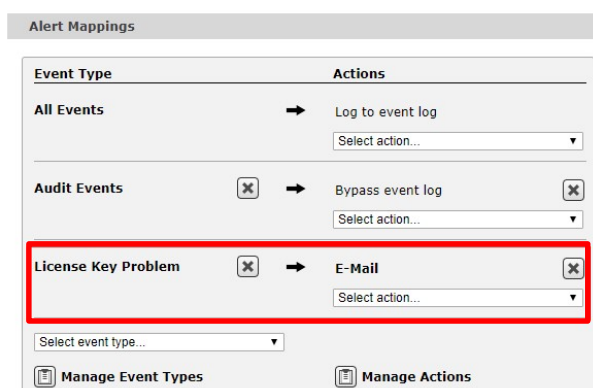 Alert Mappings
Event Type Actions
All Events Log to event log
Select action...
Audit Events Bypass event log
Select action...
License Key Problem E-Mail
Select action...
Select event type...
Manage Event Types Manage Actions